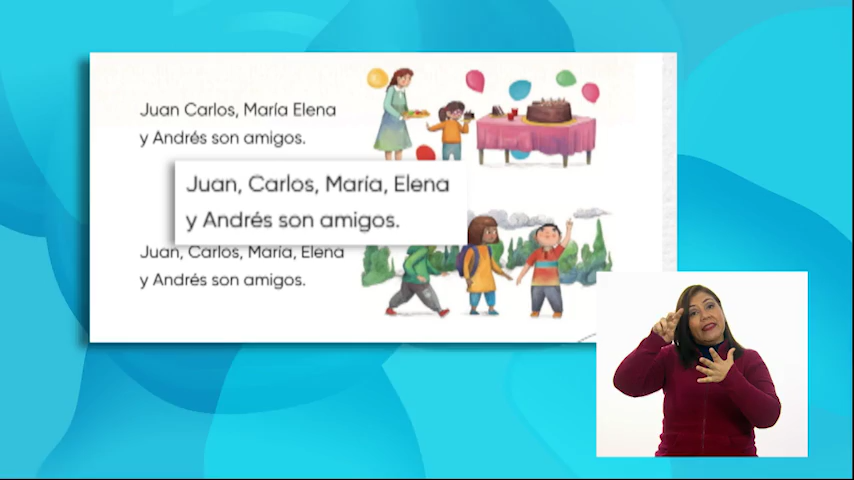 Juan Carlos, María Elena
y Andrés son amigos.
Juan, Carlos, María, Elena
y Andrés son amigos.
Juan, Carlos, María, Elena
y Andrés son amigos.